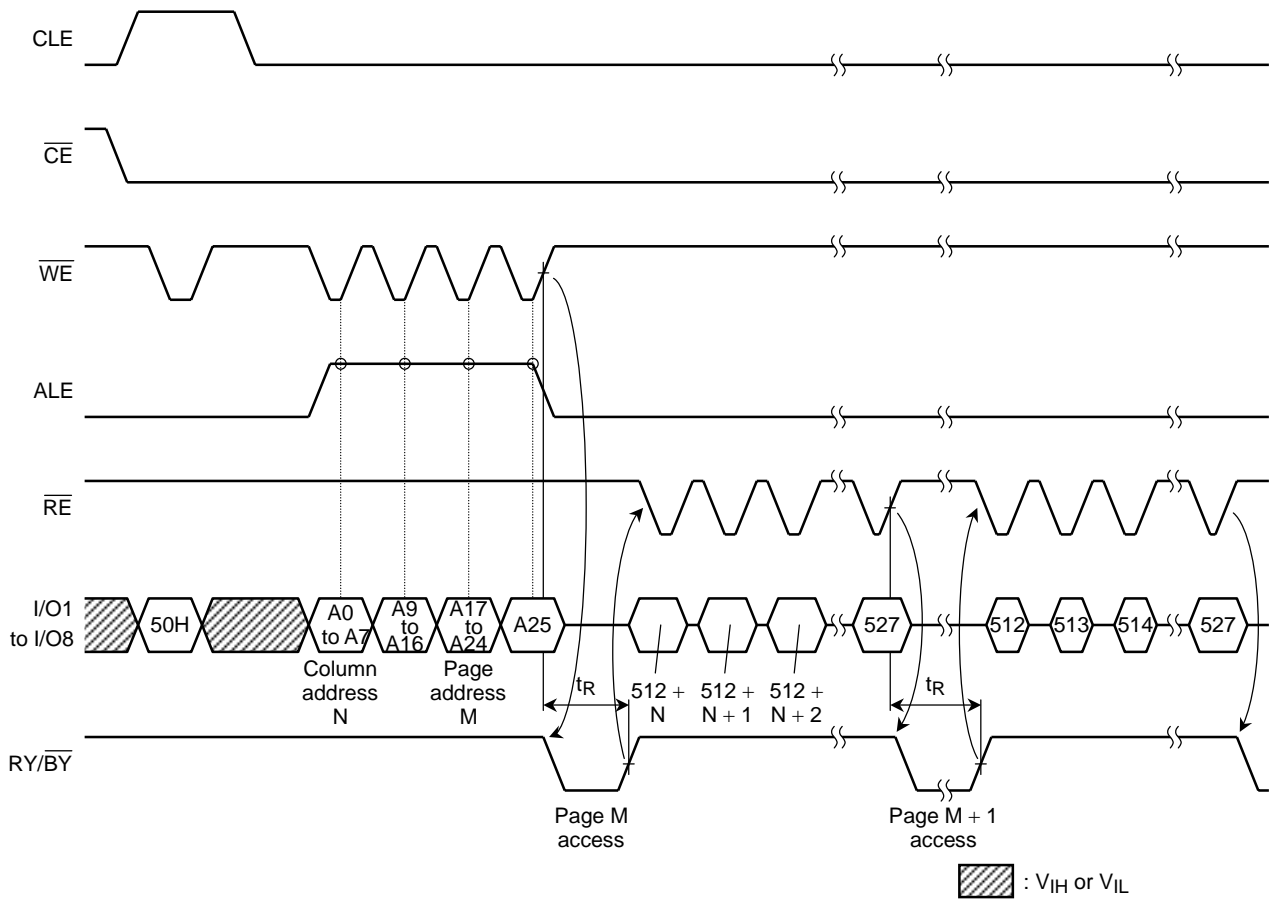 CLE
CE
WE
ALE
RE
I/O1
to I/O8
50H
A0
to A7
A9
to
A16
A17
to
A24
A25
527
512
513
514
527
Column
address
N
Page
address
M
tR
512 +
N
512 +
N + 1
512 +
N + 2
tR
RY/BY
Page M
access
Page M + 1
access
: VIH or VIL